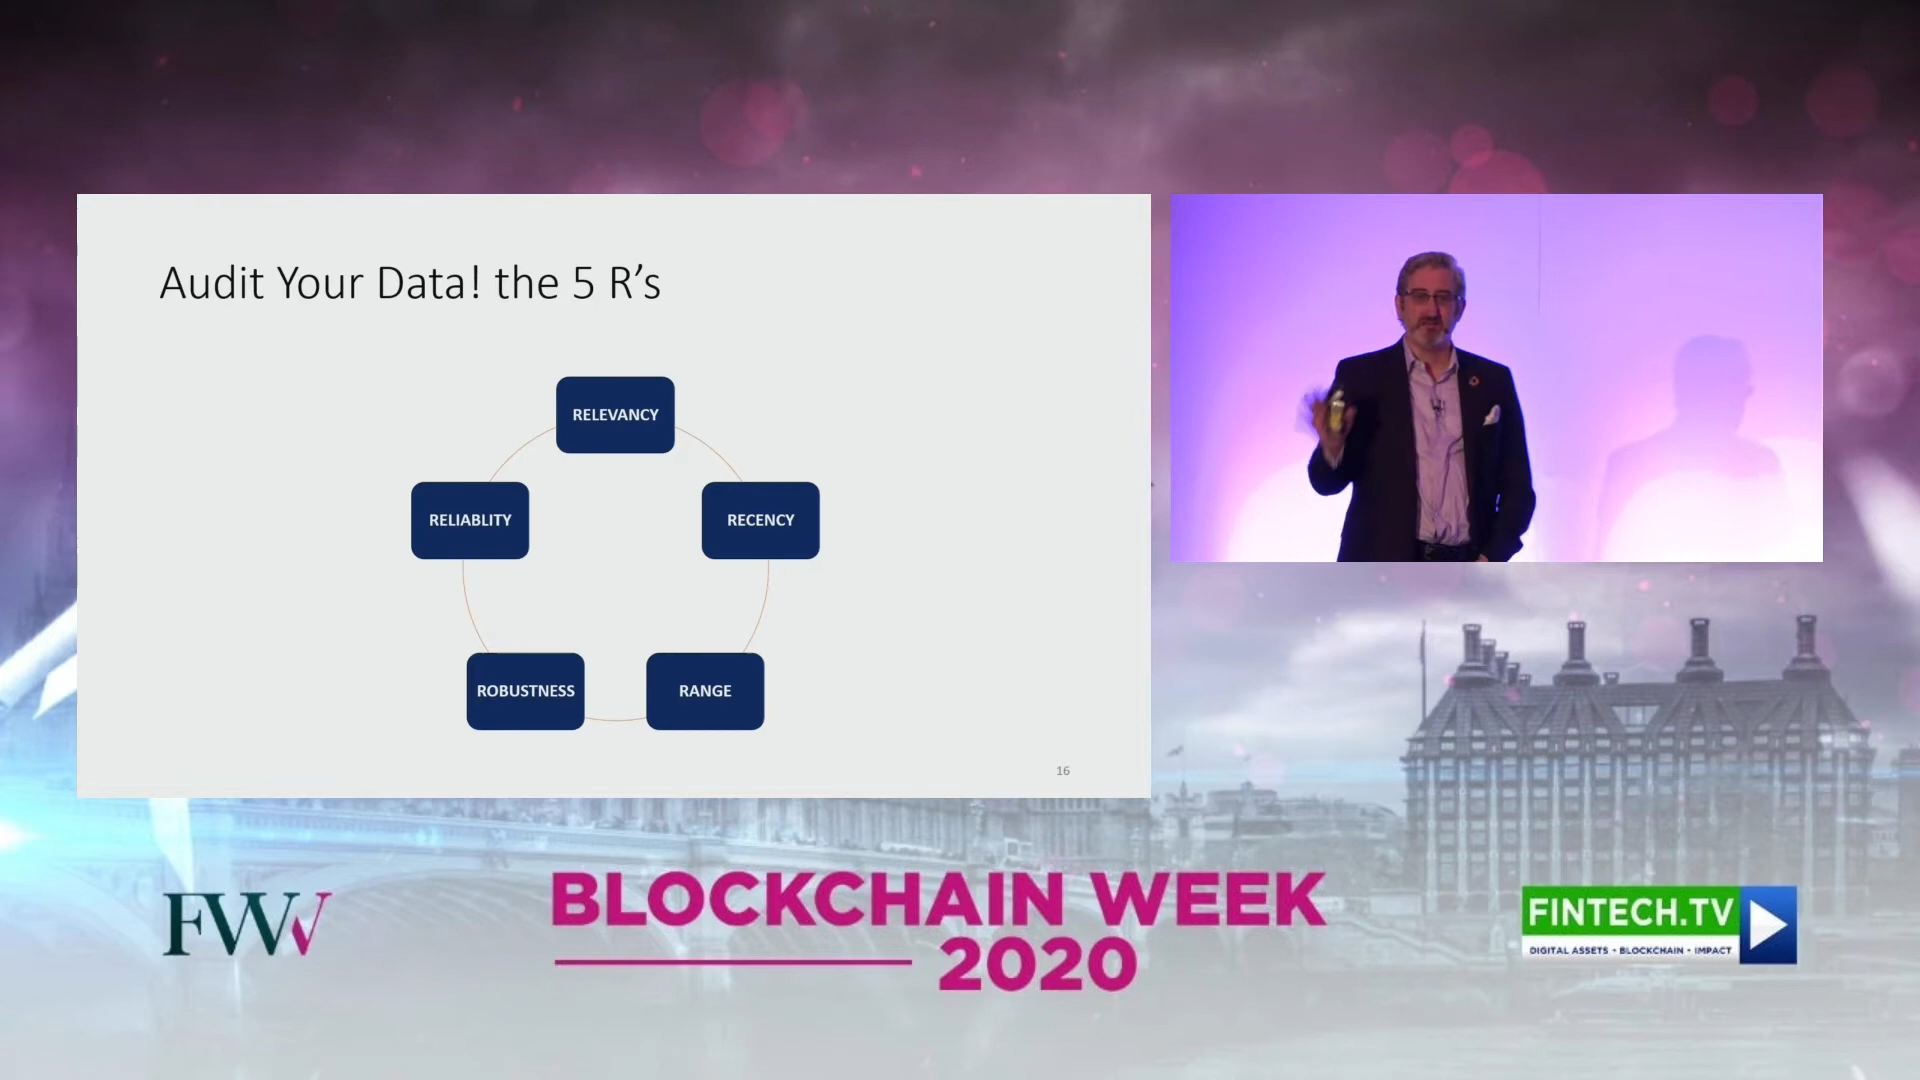 Audit Your Data! the 5 R’s
RELEVANCY
RELIABLITY
RECENCY
ROBUSTNESS
RANGE
16
FWW
BLOCKCHAIN WEEK
2020
FINTECH.TV
DIGITAL ASSETS • BLOCKCHAIN • IMPACT